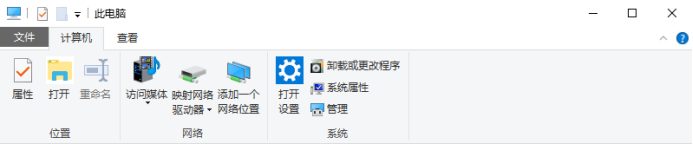 此电脑
文件 计算机 查看
属性 打开 重命名 访问媒体 映射网络驱动器 添加一个网络位置 打开设置 卸载或更改程序
系统属性
管理
位置 网络 系统